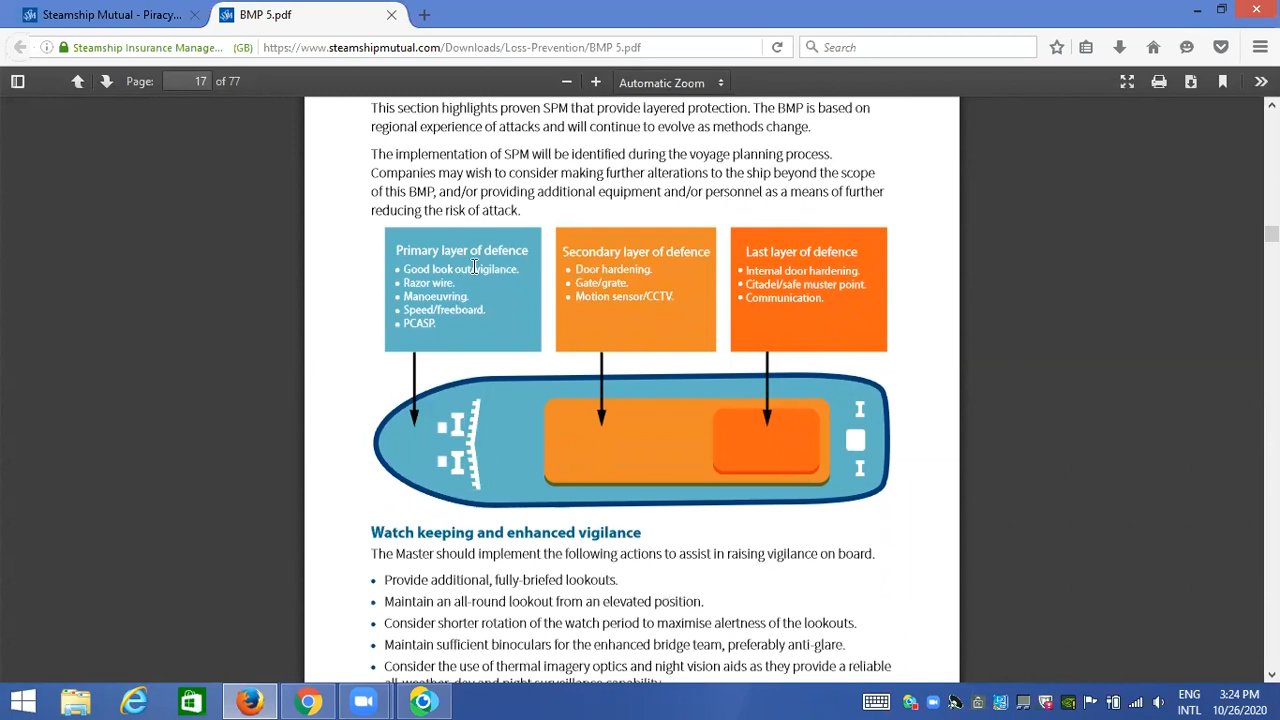 Steamship Mutual - Piracy...
BMP 5.pdf
Steamship Insurance Manage... (GB) https://www.steamshipmutual.com/Downloads/Loss-Prevention/BMP 5.pdf Search
Page: 17 of 77 Automatic Zoom
This section highlights proven SPM that provide layered protection. The BMP is based on
regional experience of attacks and will continue to evolve as methods change.
The implementation of SPM will be identified during the voyage planning process.
Companies may wish to consider making further alterations to the ship beyond the scope
of this BMP, and/or providing additional equipment and/or personnel as a means of further
reducing the risk of attack.
Primary layer of defence
• Good look out/vigilance.
• Razor wire.
• Manoeuvring.
• Speed/freeboard.
• PCASP.
Secondary layer of defence
• Door hardening.
• Gate/grate.
• Motion sensor/CCTV.
Last layer of defence
• Internal door hardening.
• Citadel/safe muster point.
• Communication.
Watch keeping and enhanced vigilance
The Master should implement the following actions to assist in raising vigilance on board.
• Provide additional, fully-briefed lookouts.
• Maintain an all-round lookout from an elevated position.
• Consider shorter rotation of the watch period to maximise alertness of the lookouts.
• Maintain sufficient binoculars for the enhanced bridge team, preferably anti-glare.
• Consider the use of thermal imagery optics and night vision aids as they provide a reliable
all-weather, day and night surveillance capability.
ENG
INTL
3:24 PM
10/26/2020